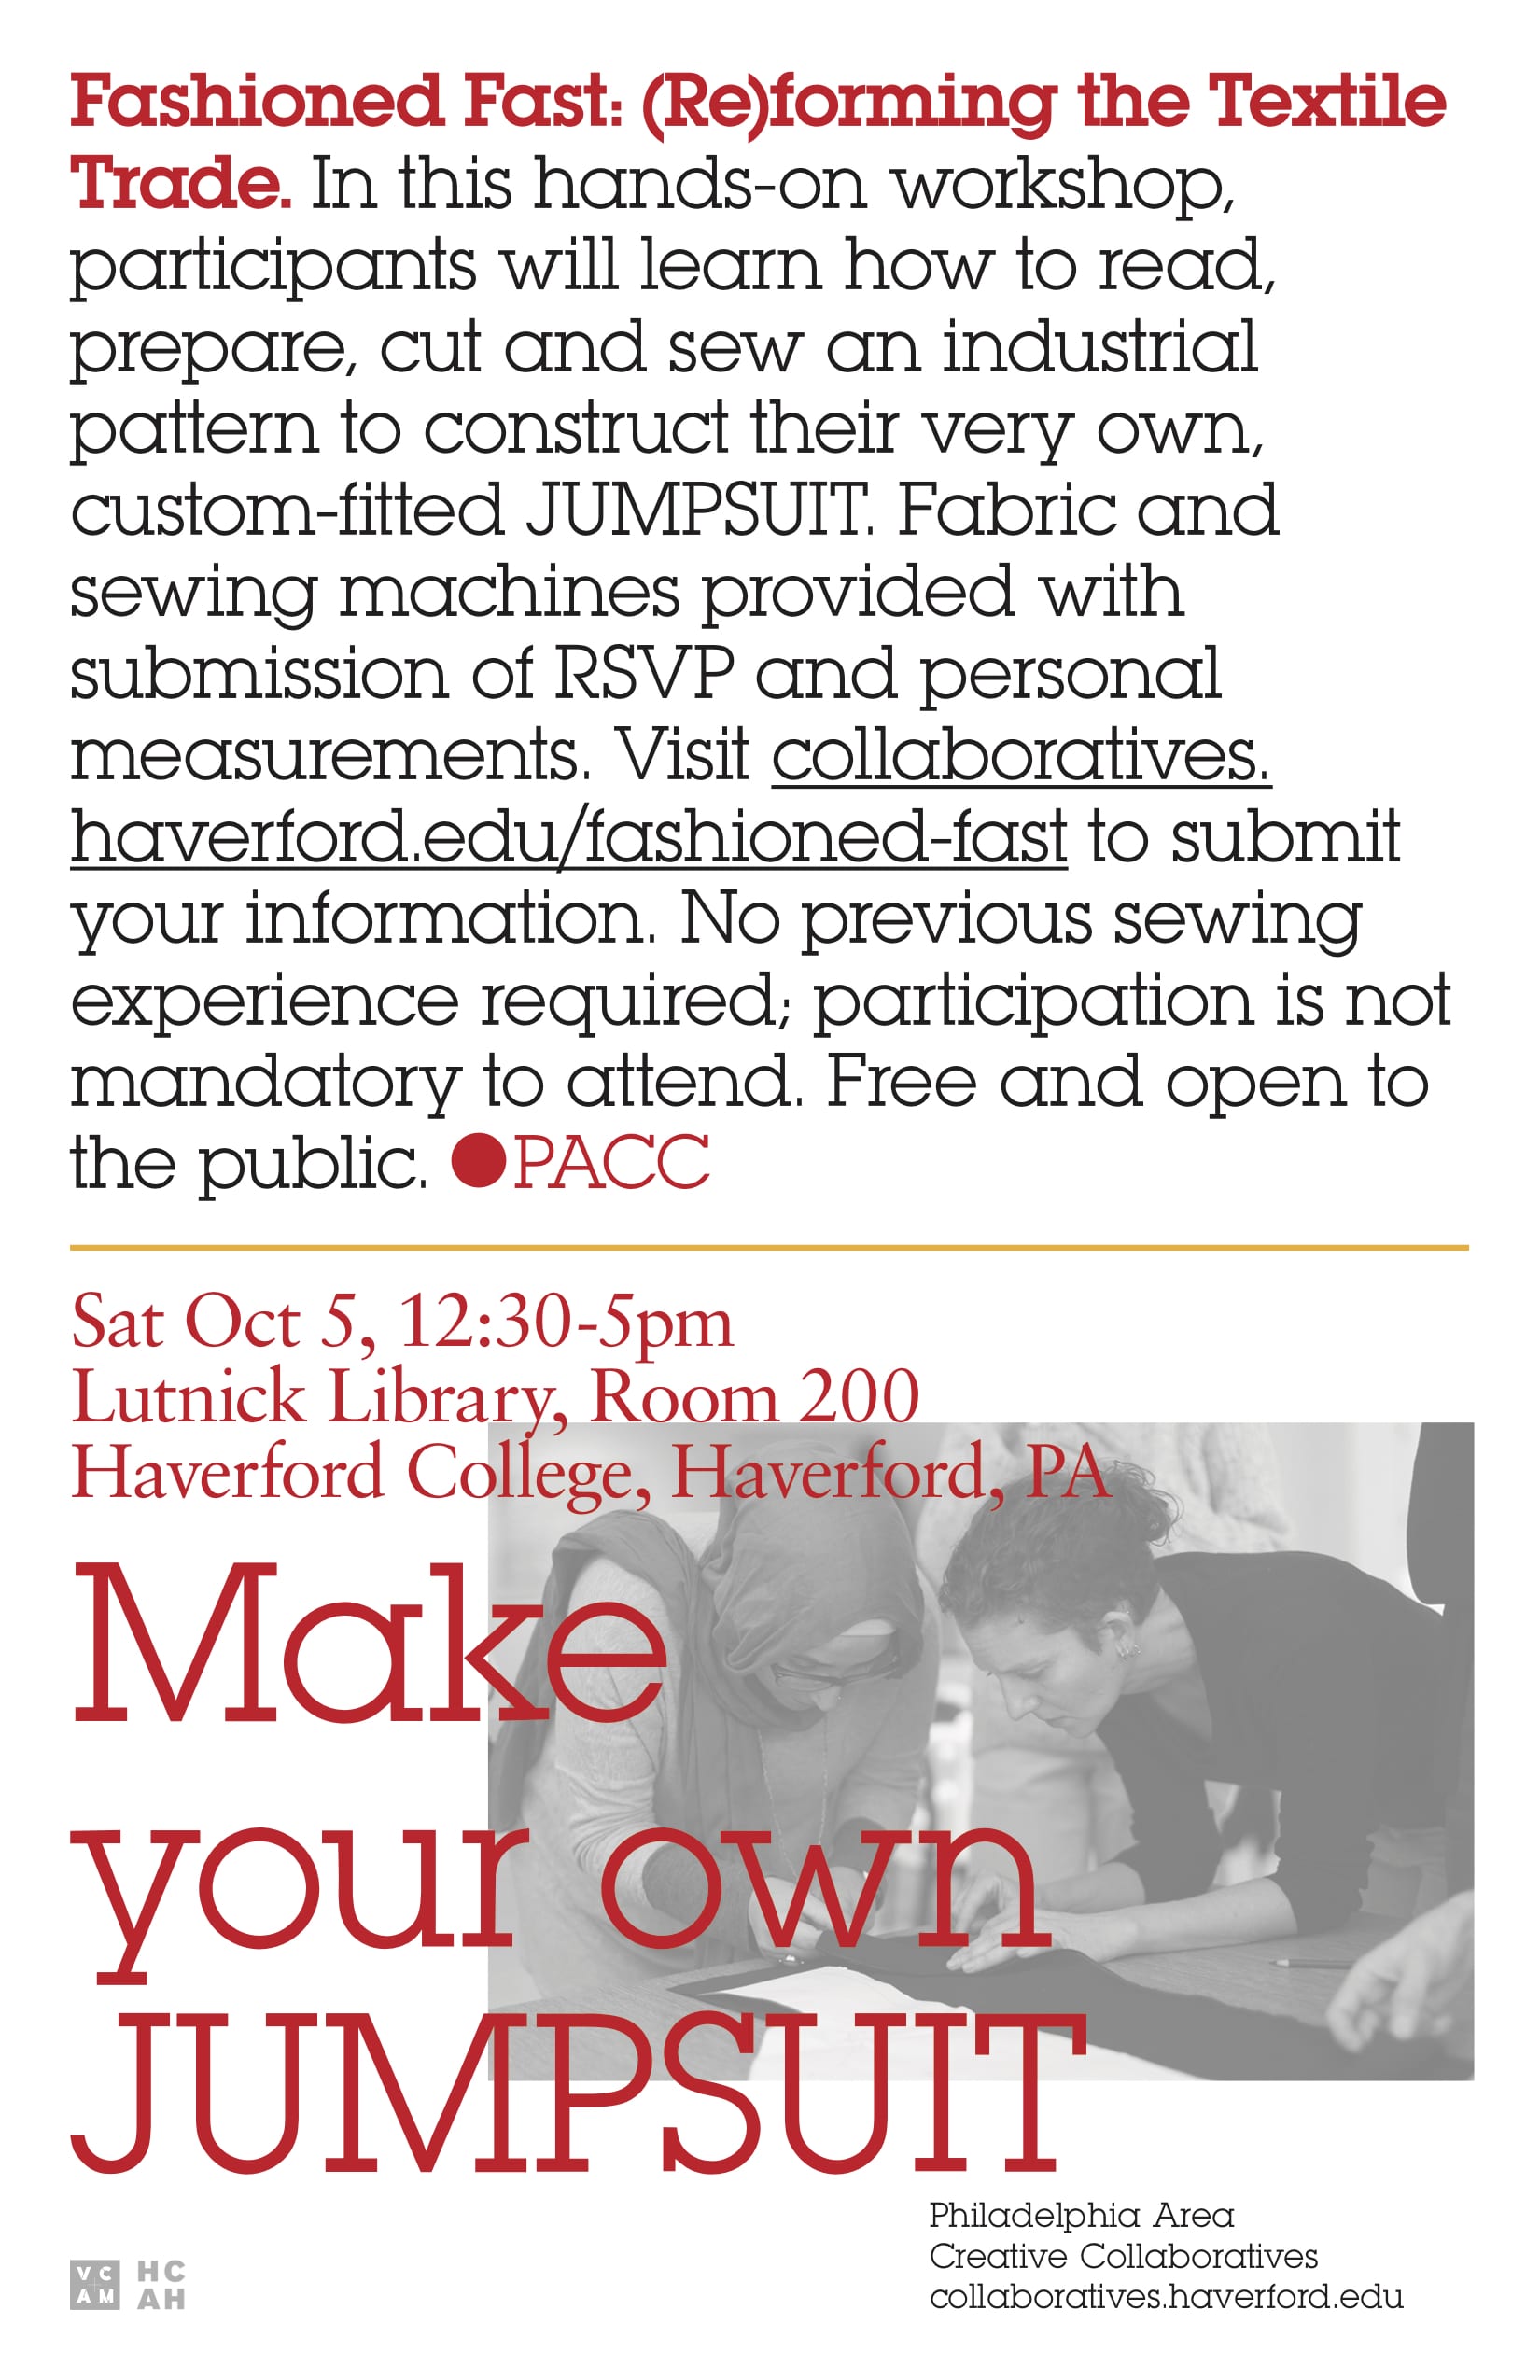 Fashioned Fast: (Re)forming the Textile
Trade. In this hands-on workshop,
participants will learn how to read,
prepare, cut and sew an industrial
pattern to construct their very own,
custom-fitted JUMPSUIT. Fabric and
sewing machines provided with
submission of RSVP and personal
measurements. Visit collaboratives.
haverford.edu/fashioned-fast to submit
your information. No previous sewing
experience required; participation is not
mandatory to attend. Free and open to
the public. ●PACC
Sat Oct 5, 12:30-5pm
Lutnick Library, Room 200
Haverford College, Haverford, PA
Make
your own
JUMPSUIT
Philadelphia Area
Creative Collaboratives
collaboratives.haverford.edu
VC
AM
HC
AH